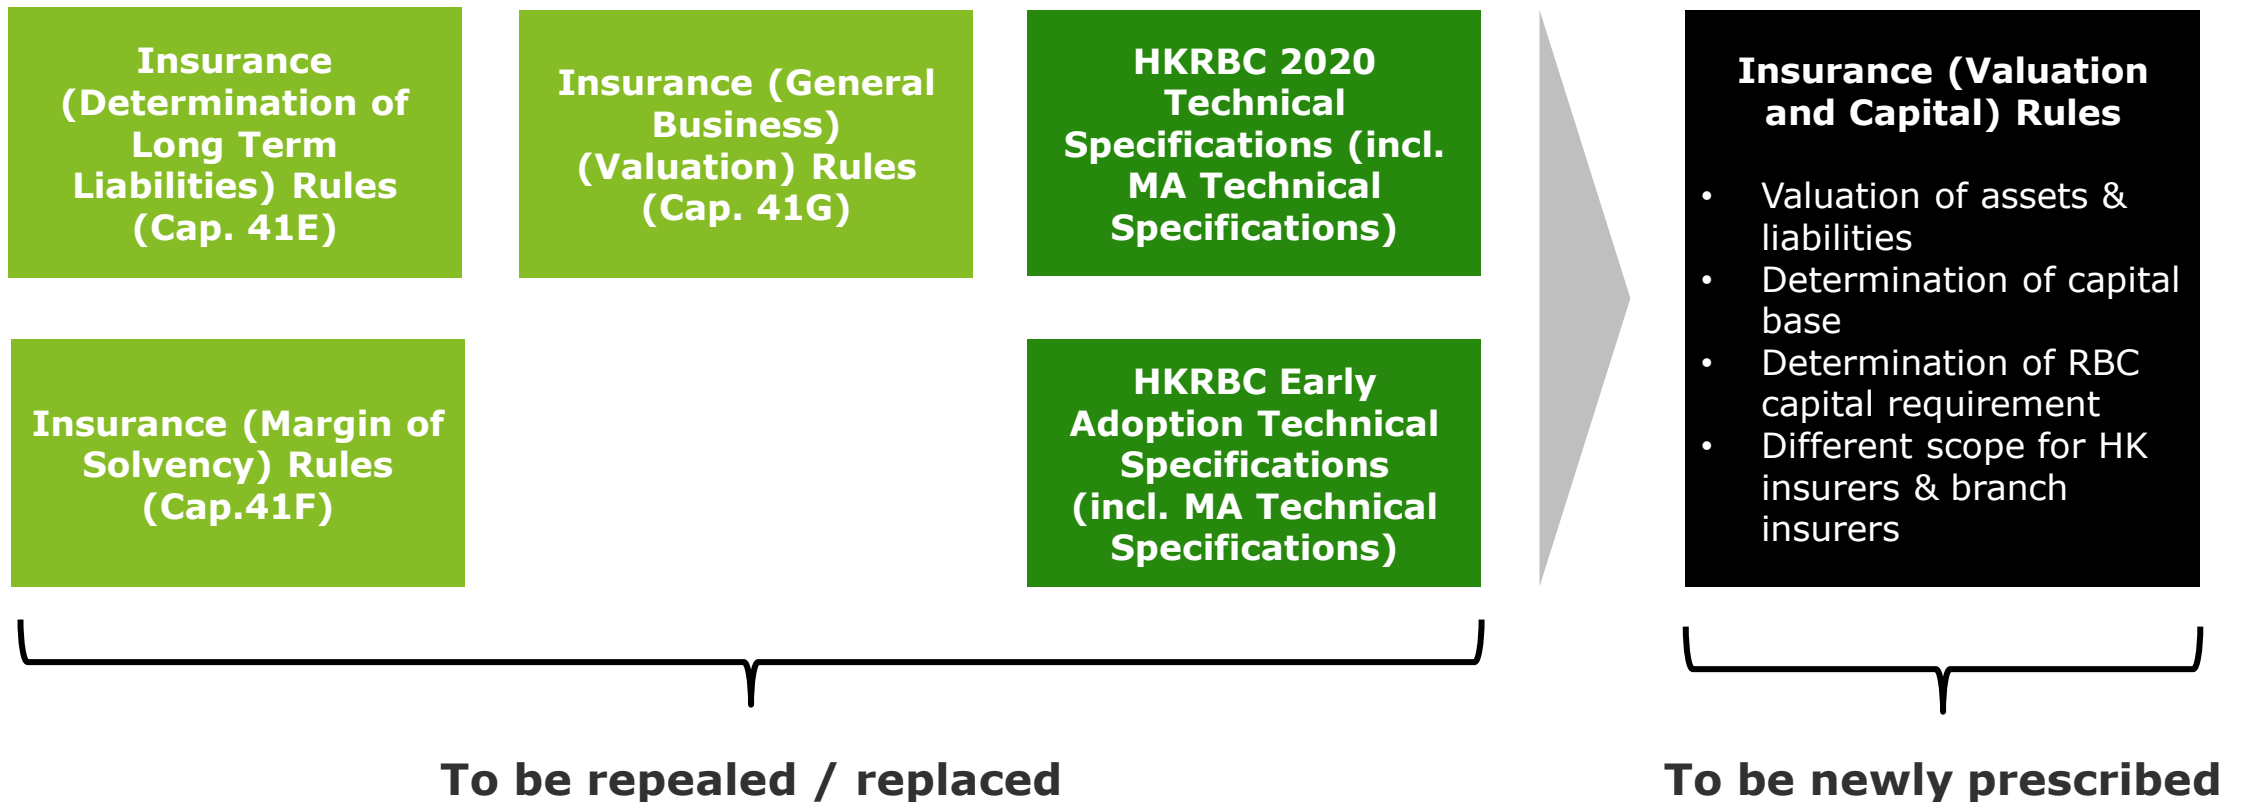 Insurance
(Determination of
Long Term
Liabilities) Rules
(Cap. 41E)
Insurance (General
Business)
(Valuation) Rules
(Cap. 41G)
HKRBC 2020
Technical
Specifications (incl.
MA Technical
Specifications)
Insurance (Margin of
Solvency) Rules
(Cap.41F)
HKRBC Early
Adoption Technical
Specifications
(incl. MA Technical
Specifications)
Insurance (Valuation
and Capital) Rules
• Valuation of assets &
liabilities
• Determination of capital
base
• Determination of RBC
capital requirement
• Different scope for HK
insurers & branch
insurers
To be repealed / replaced
To be newly prescribed